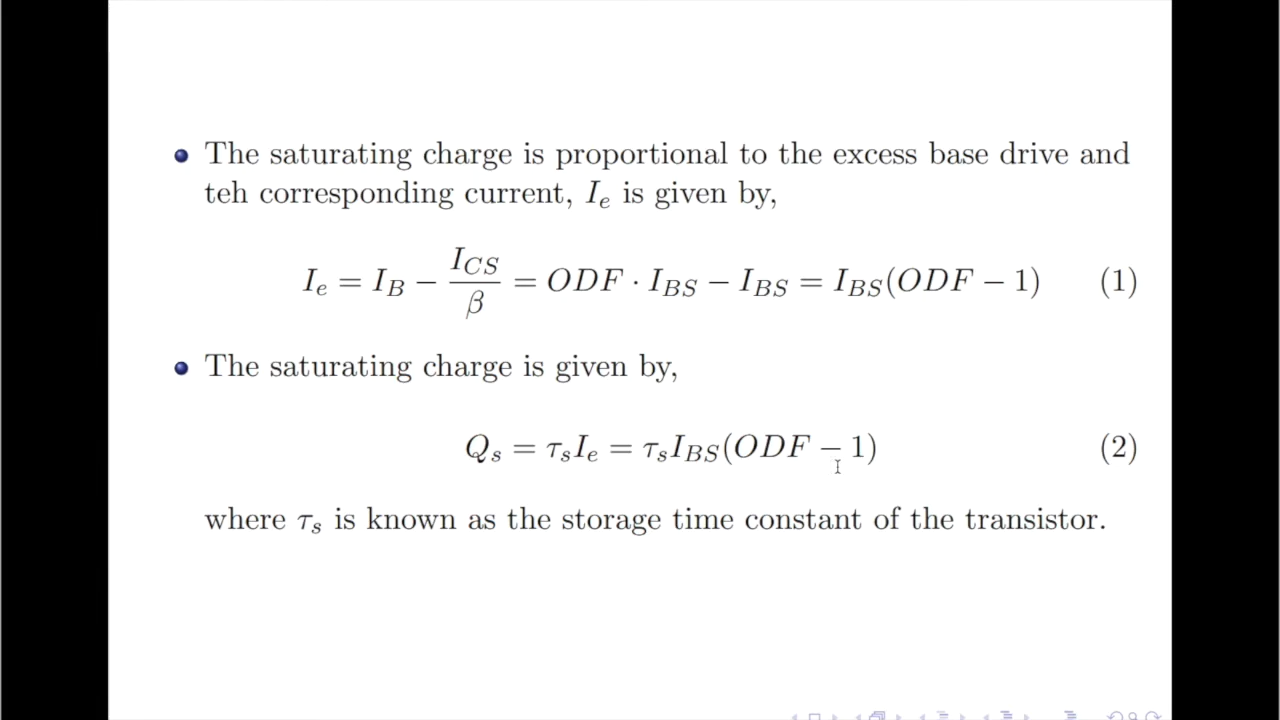 The saturating charge is proportional to the excess base drive and
teh corresponding current, I_e is given by,
I_e = I_B − I_CS/β = ODF · I_BS − I_BS = I_BS(ODF − 1) (1)
The saturating charge is given by,
Q_s = τ_s I_e = τ_s I_BS(ODF − 1) (2)
where τ_s is known as the storage time constant of the transistor.